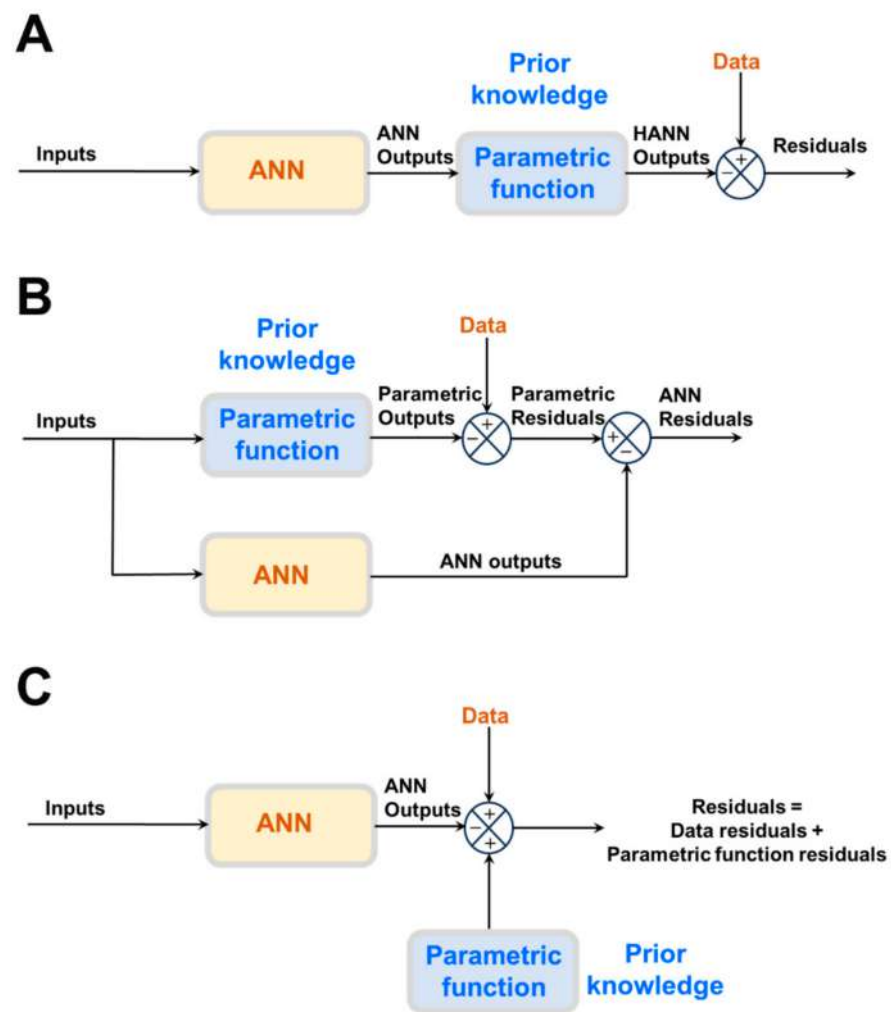 A
Prior
knowledge
Data
Inputs
ANN
ANN
Outputs
Parametric
function
HANN
Outputs
+
−
Residuals
B
Prior
knowledge
Data
Inputs
Parametric
function
Parametric
Outputs
+
−
Parametric
Residuals
+
−
ANN
Residuals
ANN
ANN outputs
C
Data
Inputs
ANN
ANN
Outputs
+
−
+
Residuals =
Data residuals +
Parametric function residuals
Parametric
function
Prior
knowledge